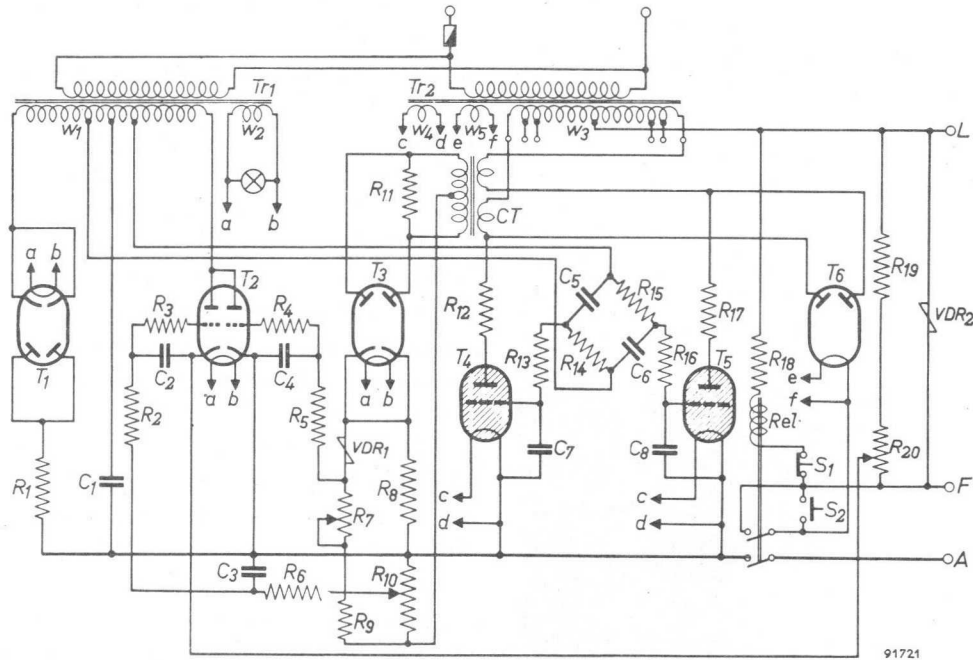 Tr1 Tr2
W1 W2 W4 W5 W3
c d e f
L
R11
CT
a b
a b T2 T3 T6 R19
R3 R4 R12 C5 R15 R17 VDR2
T1 C2 C4 T4 R13 R14 C6 R16 T5 R18
a b a b e
R2 R5 f
VDR1 Rel. R20
C7 C8 S1
R1 C1 R8 c c F
R7 d d S2
A
C3 R6 R10
R9
91721